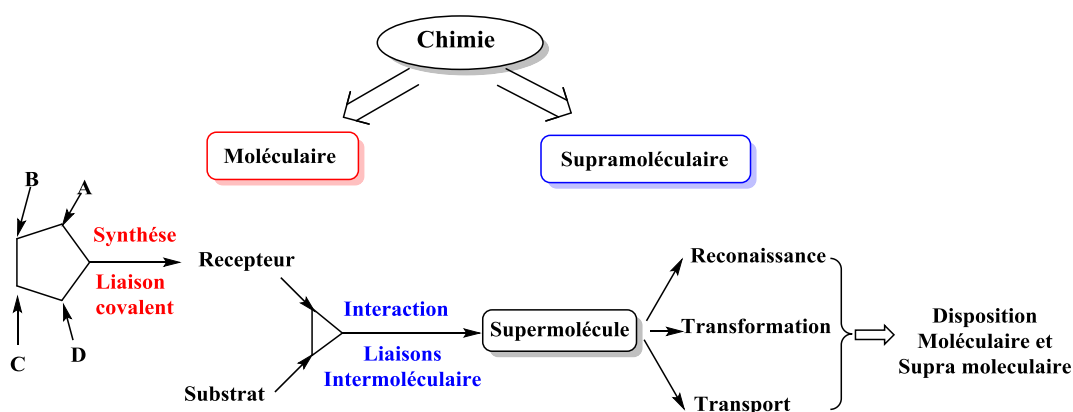 Chimie
Moléculaire
Supramoléculaire
B
A
Synthése
Liaison
covalent
C
D
Recepteur
Substrat
Interaction
Liaisons
Intermoléculaire
Supermolécule
Reconaissance
Transformation
Transport
Disposition
Moléculaire et
Supra moleculaire